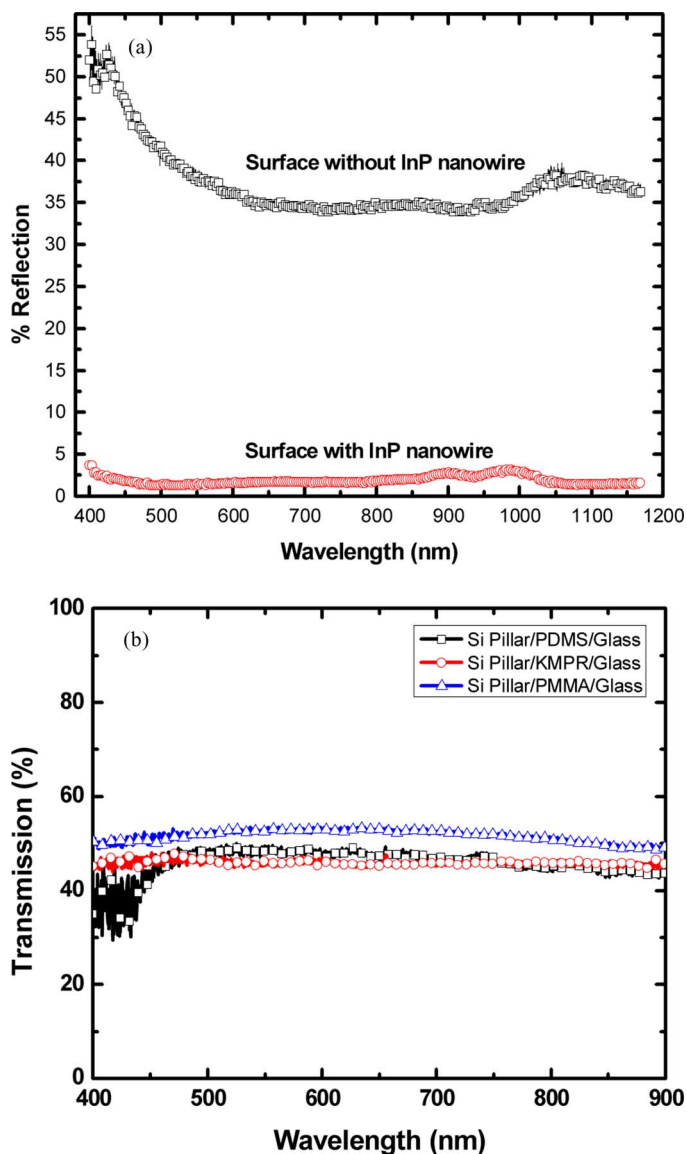 (a)
55
50
45
40
35
30
25
20
15
10
5
0
% Reflection
Surface without InP nanowire
Surface with InP nanowire
400 500 600 700 800 900 1000 1100 1200
Wavelength (nm)
(b)
Si Pillar/PDMS/Glass
Si Pillar/KMPR/Glass
Si Pillar/PMMA/Glass
100
80
60
40
20
0
Transmission (%)
400 500 600 700 800 900
Wavelength (nm)